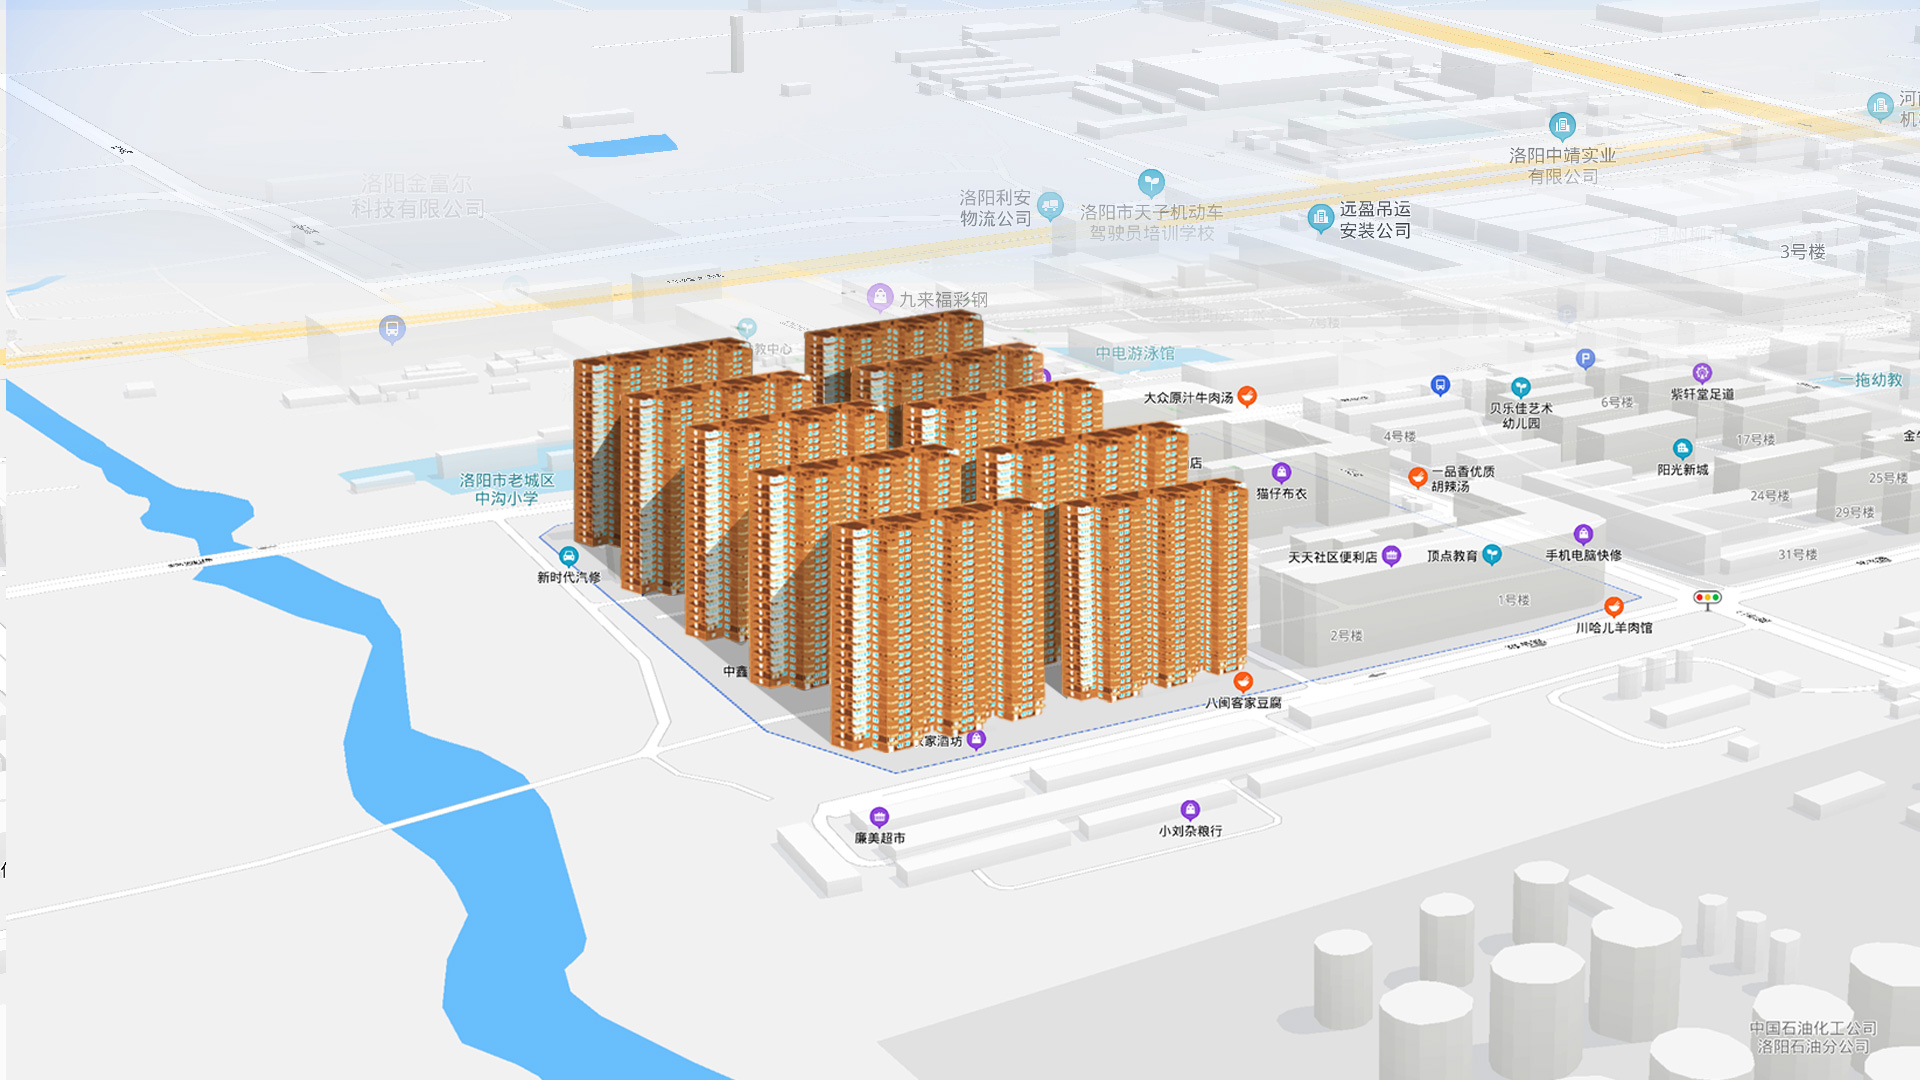 河南
机
洛阳中靖实业
有限公司
洛阳金富尔
科技有限公司
洛阳利安
物流公司
洛阳市天子机动车
驾驶员培训学校
远盈吊运
安装公司
3号楼
九来福彩钢
教中心
中电游泳馆
7号楼
大众原汁牛肉汤
贝乐佳艺术
幼儿园
6号楼
紫轩堂足道
一拖幼教
4号楼
17号楼
金牛
店
猫仔布衣
一品香优质
胡辣汤
阳光新城
25号楼
24号楼
29号楼
洛阳市老城区
中沟小学
新时代汽修
天天社区便利店
顶点教育
手机电脑快修
31号楼
1号楼
2号楼
川哈儿羊肉馆
中鑫
八闽客家豆腐
家酒坊
廉美超市
小刘杂粮行
中国石油化工公司
洛阳石油分公司